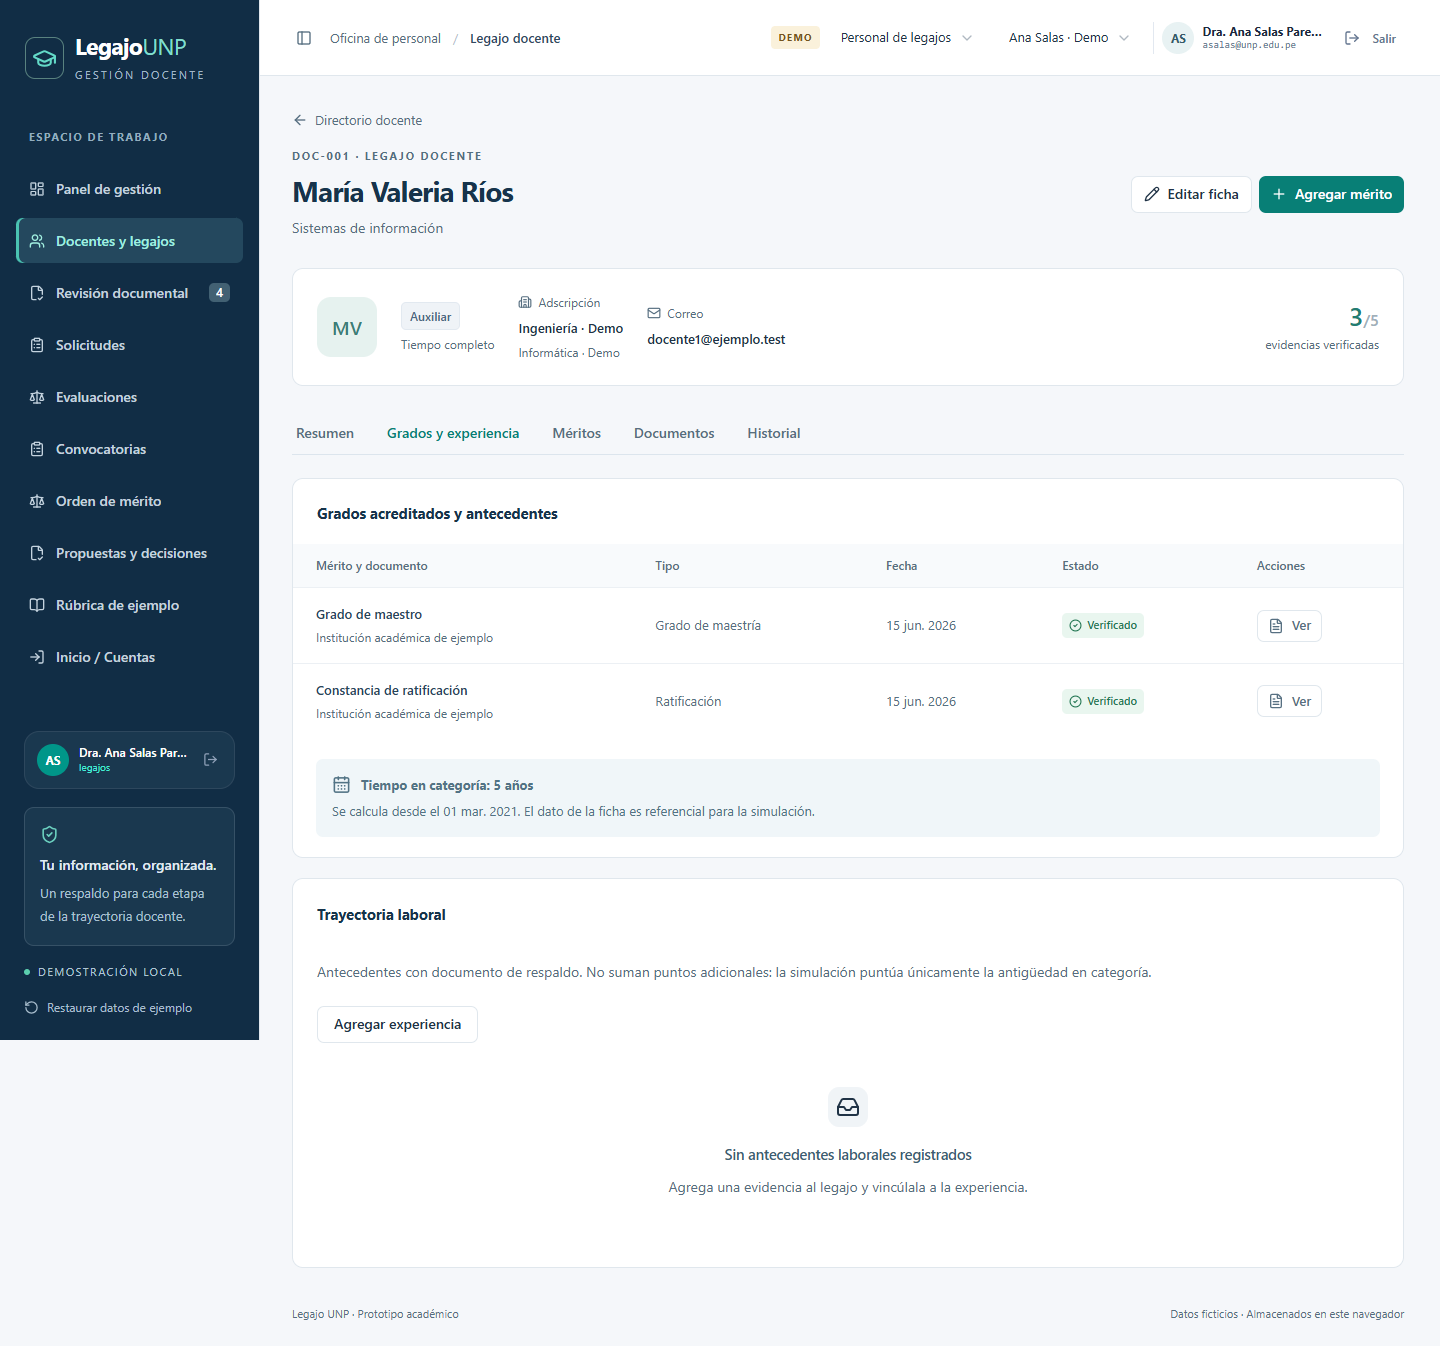 LegajoUNP
GESTIÓN DOCENTE
ESPACIO DE TRABAJO
Panel de gestión
Docentes y legajos
Revisión documental 4
Solicitudes
Evaluaciones
Convocatorias
Orden de mérito
Propuestas y decisiones
Rúbrica de ejemplo
Inicio / Cuentas
AS
Dra. Ana Salas Par...
legajos
Tu información, organizada.
Un respaldo para cada etapa
de la trayectoria docente.
DEMOSTRACIÓN LOCAL
Restaurar datos de ejemplo
Oficina de personal / Legajo docente
DEMO
Personal de legajos
Ana Salas · Demo
AS
Dra. Ana Salas Pare...
asalas@unp.edu.pe
Salir
Directorio docente
DOC-001 · LEGAJO DOCENTE
María Valeria Ríos
Sistemas de información
Editar ficha
Agregar mérito
MV
Auxiliar
Tiempo completo
Adscripción
Ingeniería · Demo
Informática · Demo
Correo
docente1@ejemplo.test
3/5
evidencias verificadas
Resumen Grados y experiencia Méritos Documentos Historial
Grados acreditados y antecedentes
Mérito y documento Tipo Fecha Estado Acciones
Grado de maestro
Institución académica de ejemplo
Grado de maestría 15 jun. 2026 Verificado Ver
Constancia de ratificación
Institución académica de ejemplo
Ratificación 15 jun. 2026 Verificado Ver
Tiempo en categoría: 5 años
Se calcula desde el 01 mar. 2021. El dato de la ficha es referencial para la simulación.
Trayectoria laboral
Antecedentes con documento de respaldo. No suman puntos adicionales: la simulación puntúa únicamente la antigüedad en categoría.
Agregar experiencia
Sin antecedentes laborales registrados
Agrega una evidencia al legajo y vincúlala a la experiencia.
Legajo UNP · Prototipo académico
Datos ficticios · Almacenados en este navegador